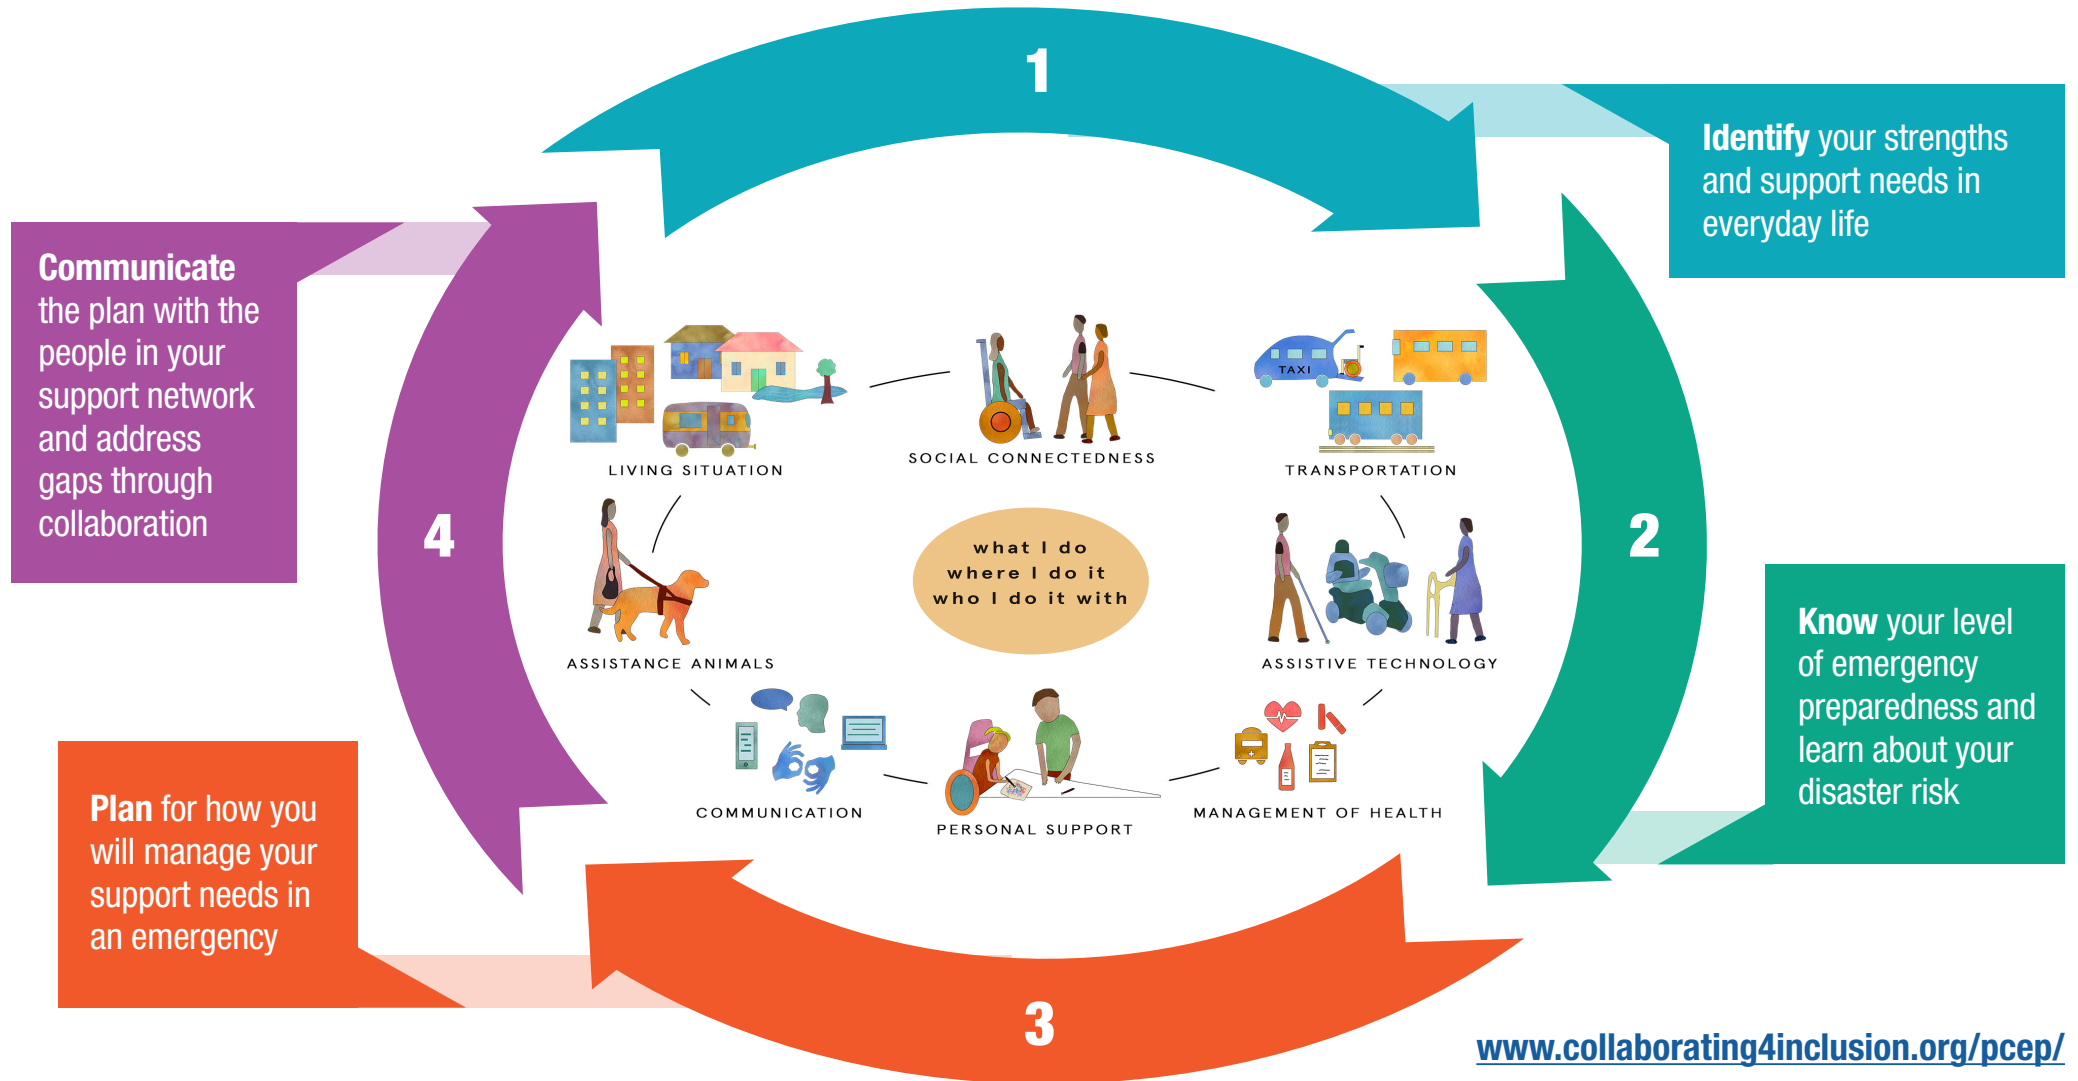 1
Identify your strengths
and support needs in
everyday life
2
Know your level
of emergency
preparedness and
learn about your
disaster risk
3
Plan for how you
will manage your
support needs in
an emergency
4
Communicate
the plan with the
people in your
support network
and address
gaps through
collaboration
LIVING SITUATION
SOCIAL CONNECTEDNESS
TAXI
TRANSPORTATION
ASSISTIVE TECHNOLOGY
MANAGEMENT OF HEALTH
PERSONAL SUPPORT
COMMUNICATION
ASSISTANCE ANIMALS
what I do
where I do it
who I do it with
www.collaborating4inclusion.org/pcep/